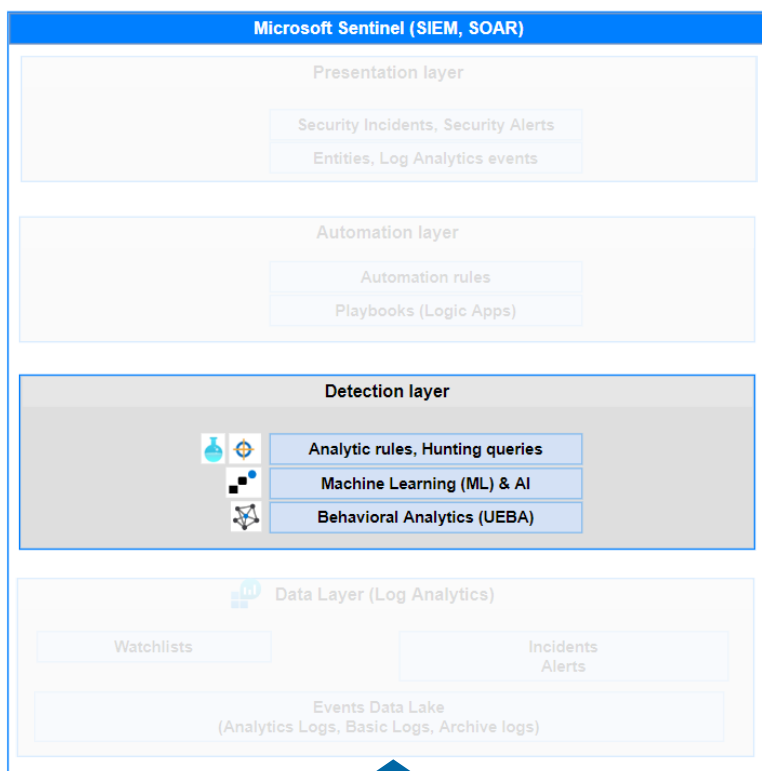 Microsoft Sentinel (SIEM, SOAR)
Presentation layer
Security Incidents, Security Alerts
Entities, Log Analytics events
Automation layer
Automation rules
Playbooks (Logic Apps)
Detection layer
Analytic rules, Hunting queries
Machine Learning (ML) & AI
Behavioral Analytics (UEBA)
Data Layer (Log Analytics)
Watchlists
Incidents
Alerts
Events Data Lake
(Analytics Logs, Basic Logs, Archive logs)